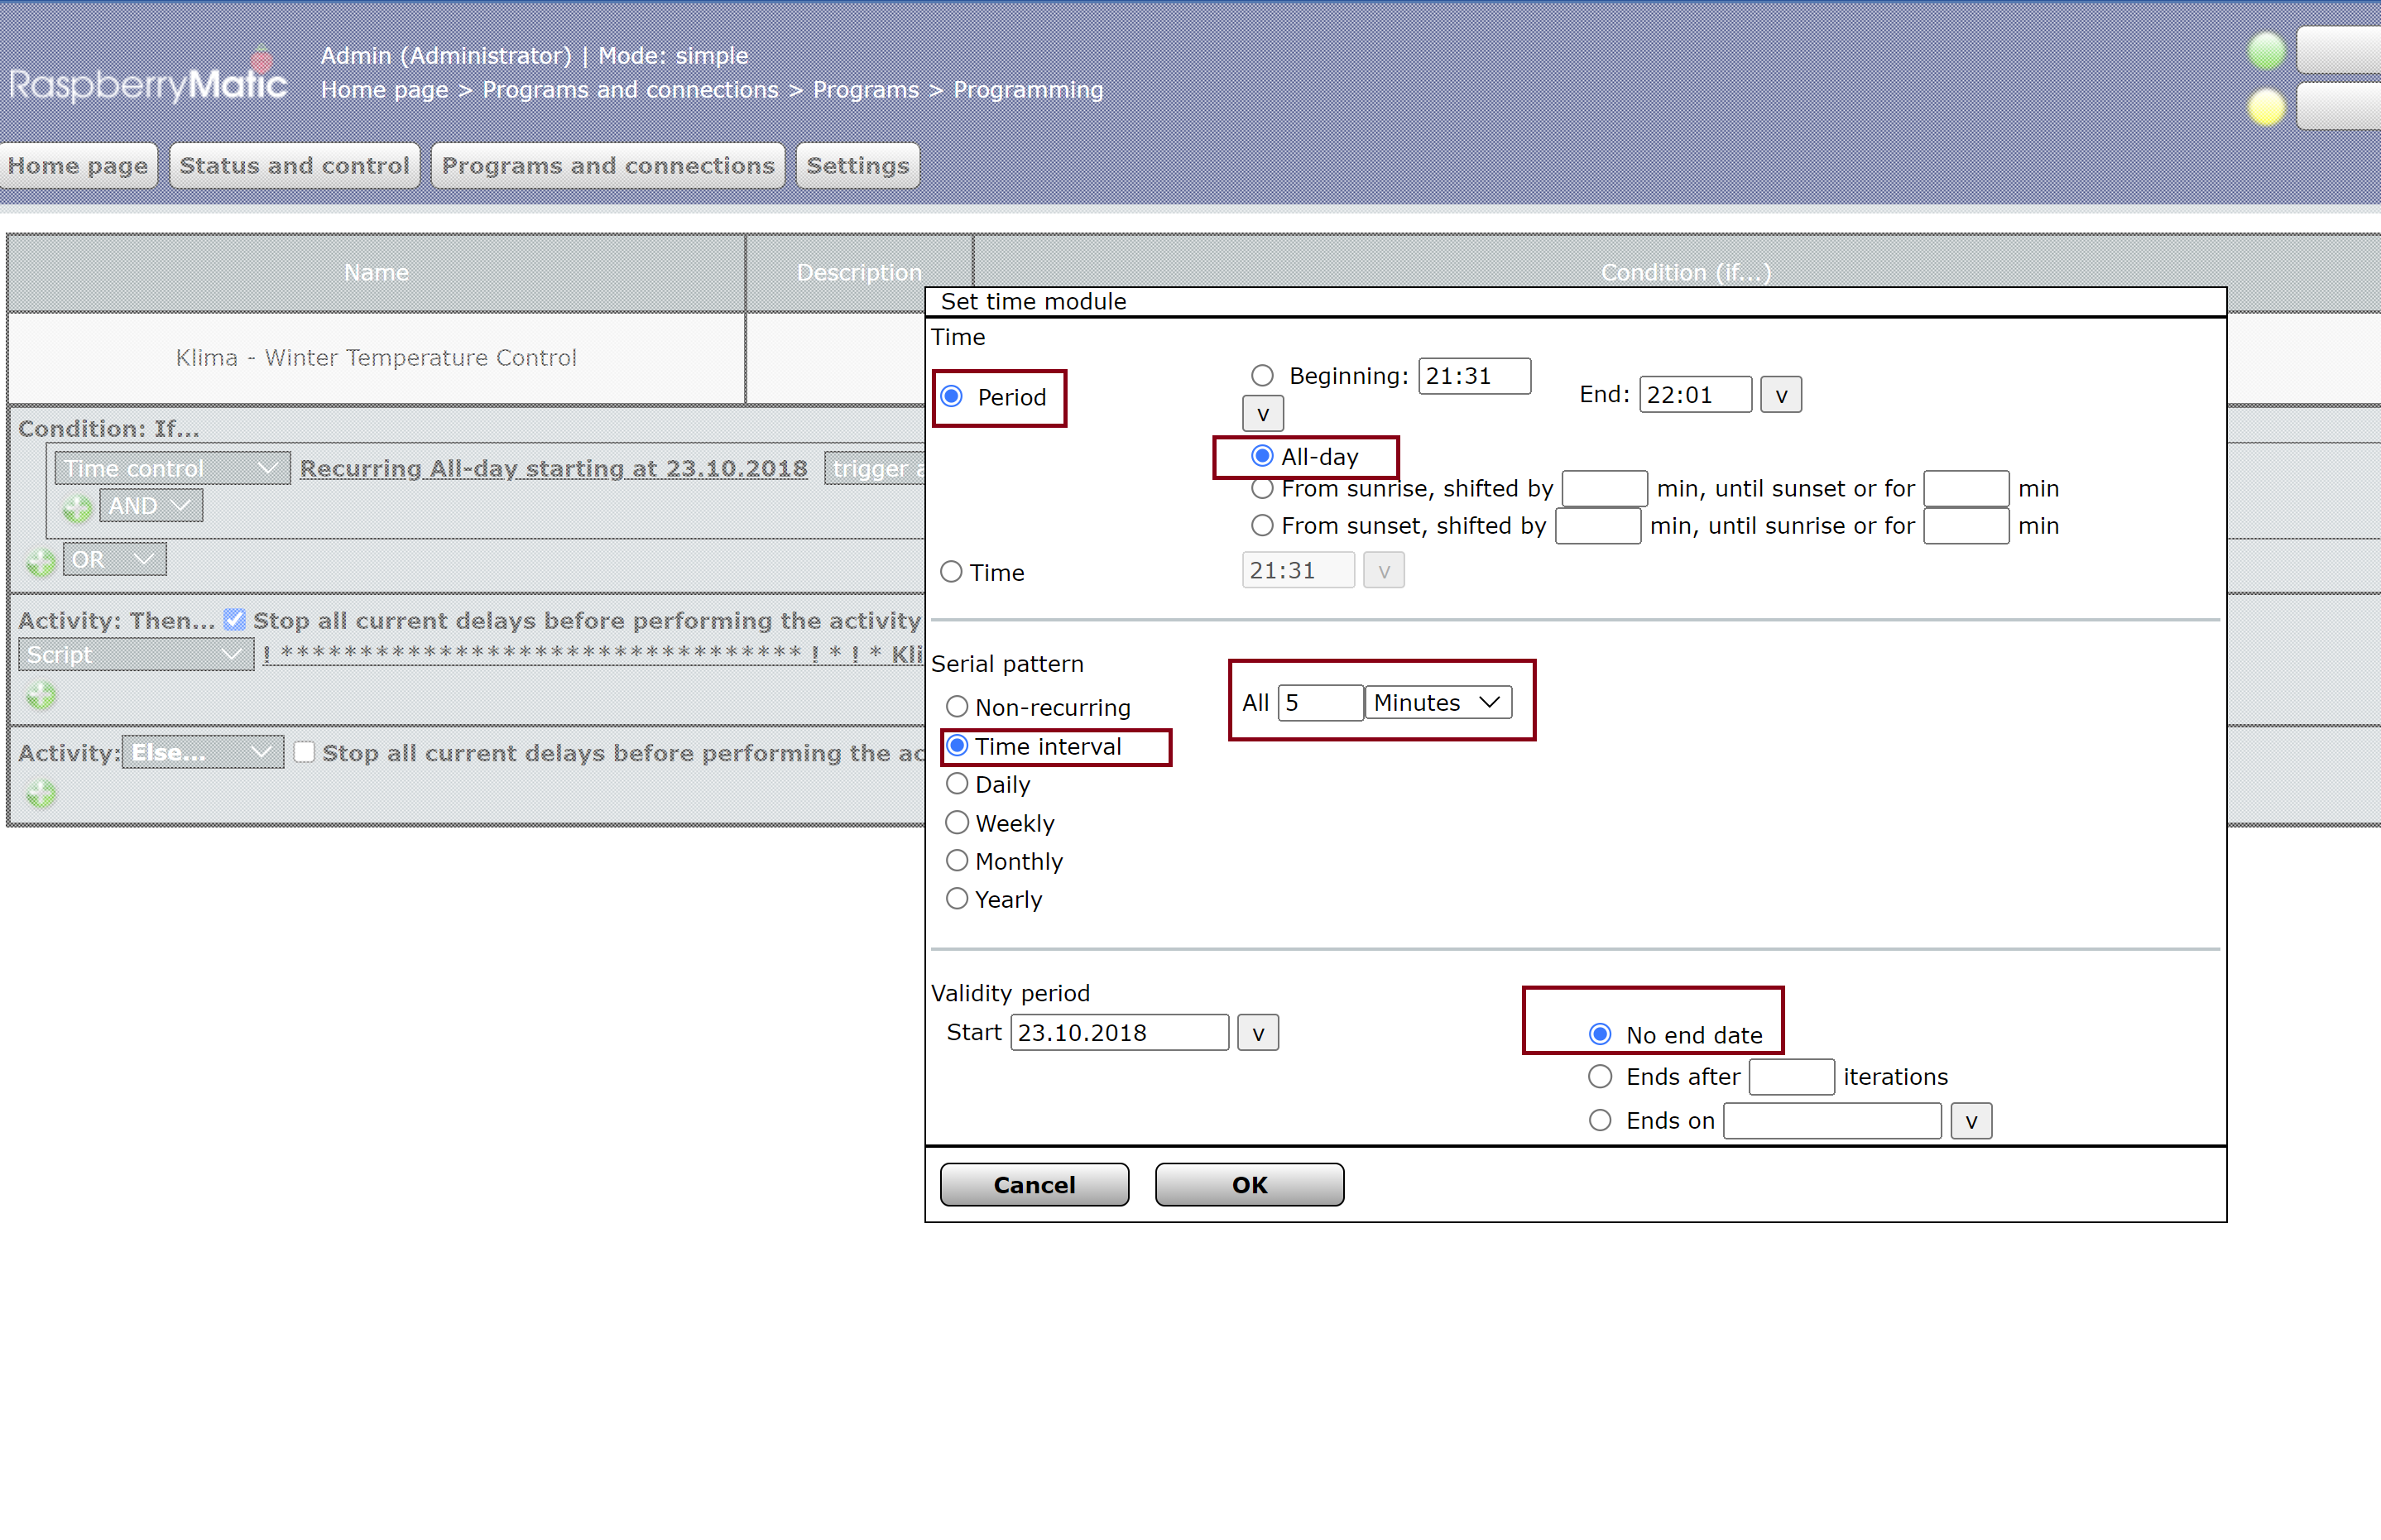 RaspberryMatic
Admin (Administrator) | Mode: simple
Home page > Programs and connections > Programs > Programming
Home page
Status and control
Programs and connections
Settings
Name
Description
Condition (if...)
Klima - Winter Temperature Control
Condition: If...
Time control Recurring All-day starting at 23.10.2018 trigger
AND
OR
Activity: Then... Stop all current delays before performing the activity
Script ! ********************************* ! * ! * Kli
Activity: Else... Stop all current delays before performing the ac
Set time module
Time
Period
Beginning: 21:31
v
End: 22:01 v
All-day
From sunrise, shifted by min, until sunset or for min
From sunset, shifted by min, until sunrise or for min
Time 21:31 v
Serial pattern
Non-recurring
All 5 Minutes
Time interval
Daily
Weekly
Monthly
Yearly
Validity period
Start 23.10.2018 v
No end date
Ends after iterations
Ends on v
Cancel
OK